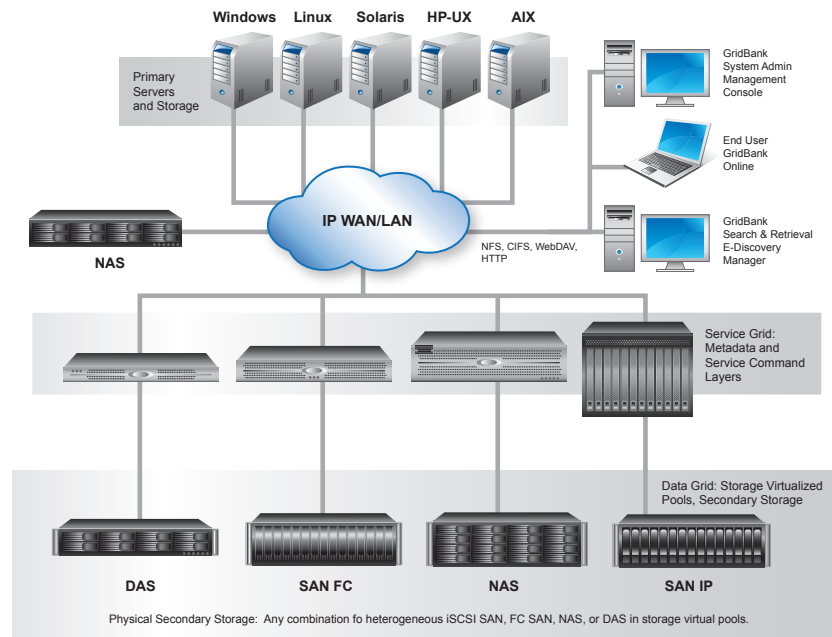 Windows
Linux
Solaris
HP-UX
AIX
Primary
Servers
and Storage
GridBank
System Admin
Management
Console
End User
GridBank
Online
IP WAN/LAN
NAS
NFS, CIFS, WebDAV,
HTTP
GridBank
Search & Retrieval
E-Discovery
Manager
Service Grid:
Metadata and
Service Command
Layers
Data Grid: Storage Virtualized
Pools, Secondary Storage
DAS
SAN FC
NAS
SAN IP
Physical Secondary Storage: Any combination fo heterogeneous iSCSI SAN, FC SAN, NAS, or DAS in storage virtual pools.